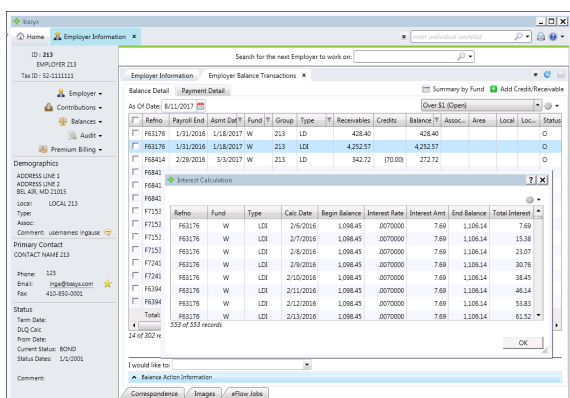 basys
Home Employer Information ×
enter individual ssn/altid
ID : 213
EMPLOYER 213
Tax ID : 52-1111111
Search for the next Employer to work on:
Employer
Contributions
Balances
Audit
Premium Billing
Demographics
ADDRESS LINE 1
ADDRESS LINE 2
BEL AIR, MD 21015
Local: LOCAL 213
Type:
Assoc:
Comment: usernames: ingause
Primary Contact
CONTACT NAME 213
Phone: 123
Email: inga@basys.com
Fax: 410-850-0001
Status
Term Date:
DLQ Calc
From Date:
Current Status: BOND
Status Dates: 1/1/2001
Comment:
Employer Information Employer Balance Transactions ×
Balance Detail Payment Detail Summary by Fund Add Credit/Receivable
As Of Date: 8/11/2017 Over $1 (Open)
Refno Payroll End Asmt Dat Fund Group Type Receivables Credits Balance Assoc... Area Local Loc... Status
F63176 1/31/2016 1/18/2017 W 213 LD 428.40 428.40 O
F63176 1/31/2016 1/18/2017 W 213 LDI 4,252.57 4,252.57 O
F68414 2/29/2016 3/3/2017 W 213 LD 342.72 (70.00) 272.72 O
F6841
F6841
F6841
F7153
F7153
F7153
F7153
F7241
F7241
F6394
F6394
Total:
14 of 302 re
Interest Calculation ? X
Refno Fund Type Calc Date Begin Balance Interest Rate Interest Amt End Balance Total Interest
F63176 W LDI 2/6/2016 1,098.45 .0070000 7.69 1,106.14 7.69
F63176 W LDI 2/7/2016 1,098.45 .0070000 7.69 1,106.14 15.38
F63176 W LDI 2/8/2016 1,098.45 .0070000 7.69 1,106.14 23.07
F63176 W LDI 2/9/2016 1,098.45 .0070000 7.69 1,106.14 30.76
F63176 W LDI 2/10/2016 1,098.45 .0070000 7.69 1,106.14 38.45
F63176 W LDI 2/11/2016 1,098.45 .0070000 7.69 1,106.14 46.14
F63176 W LDI 2/12/2016 1,098.45 .0070000 7.69 1,106.14 53.83
F63176 W LDI 2/13/2016 1,098.45 .0070000 7.69 1,106.14 61.52
553 of 553 records
OK
I would like to:
Balance Action Information
Correspondence Images eFlow Jobs